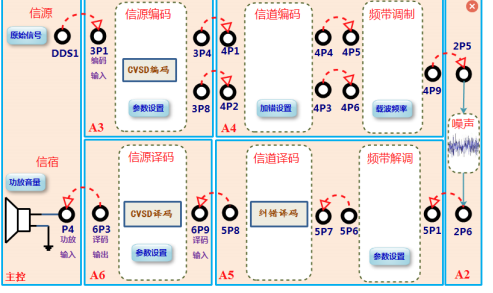 信源
信源编码
信道编码
频带调制
原始信号
DDS1
3P1
编码
输入
CVSD编码
参数设置
3P4
3P8
A3
4P1
4P2
A4
加错设置
4P4
4P3
4P5
4P6
载波频率
4P9
2P5
噪声
2P6
A2
信宿
功放音量
P4
功放
输入
主控
6P3
译码
输出
A6
信源译码
CVSD译码
参数设置
6P9
译码
输入
5P8
A5
信道译码
纠错译码
5P7
5P6
频带解调
参数设置
5P1